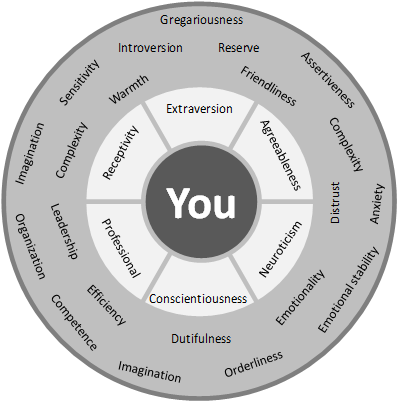 Gregariousness
Introversion
Reserve
Sensitivity
Assertiveness
Warmth
Friendliness
Extraversion
Imagination
Complexity
Receptivity
Agreeableness
Complexity
You
Distrust
Anxiety
Organization
Leadership
Professional
Neuroticism
Emotional stability
Efficiency
Conscientiousness
Emotionality
Competence
Dutifulness
Imagination
Orderliness